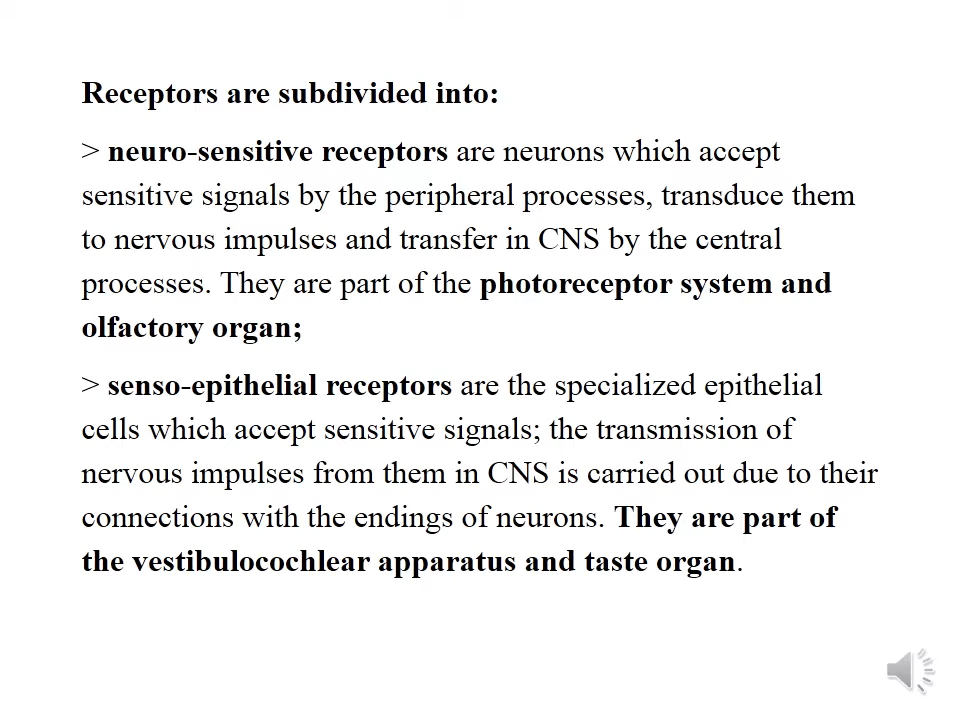 Receptors are subdivided into:
> neuro-sensitive receptors are neurons which accept
sensitive signals by the peripheral processes, transduce them
to nervous impulses and transfer in CNS by the central
processes. They are part of the photoreceptor system and
olfactory organ;
> senso-epithelial receptors are the specialized epithelial
cells which accept sensitive signals; the transmission of
nervous impulses from them in CNS is carried out due to their
connections with the endings of neurons. They are part of
the vestibulocochlear apparatus and taste organ.